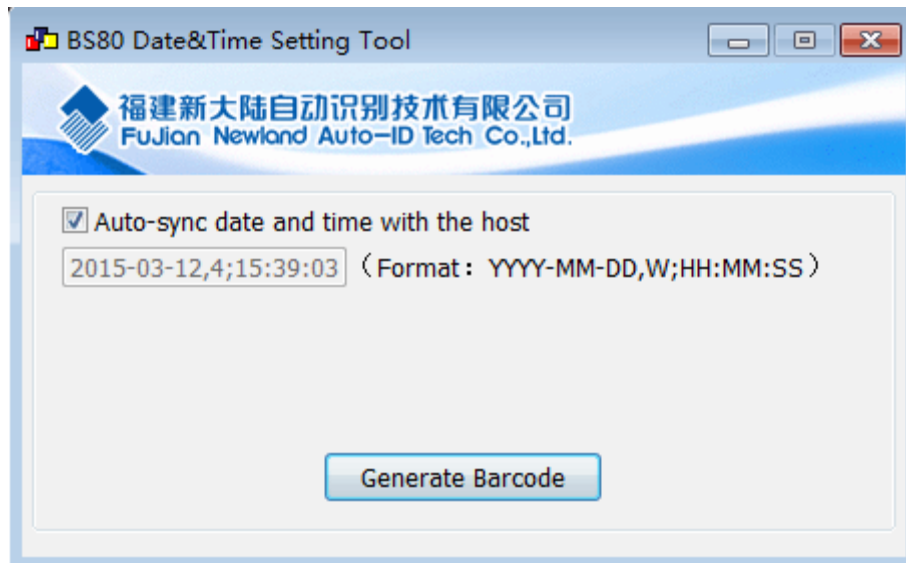 BS80 Date&Time Setting Tool
福建新大陆自动识别技术有限公司
FuJian Newland Auto-ID Tech Co.,Ltd.
Auto-sync date and time with the host
2015-03-12,4;15:39:03 （Format： YYYY-MM-DD,W;HH:MM:SS）
Generate Barcode